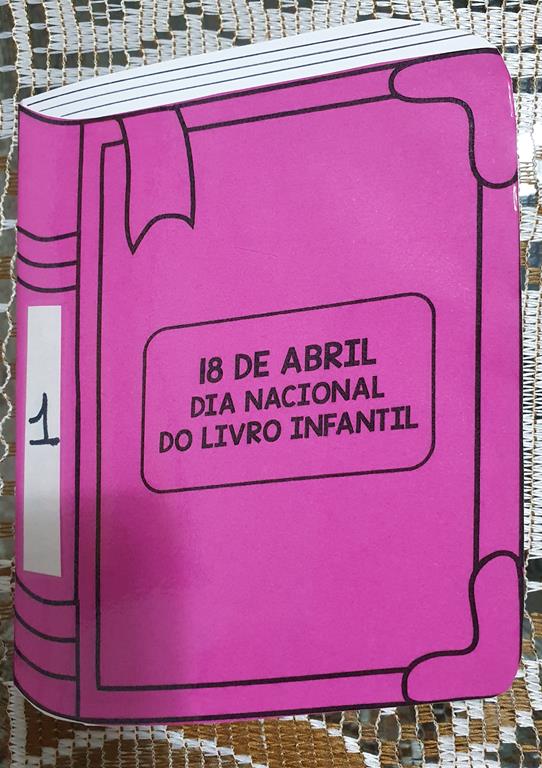 18 DE ABRIL
DIA NACIONAL
DO LIVRO INFANTIL
1